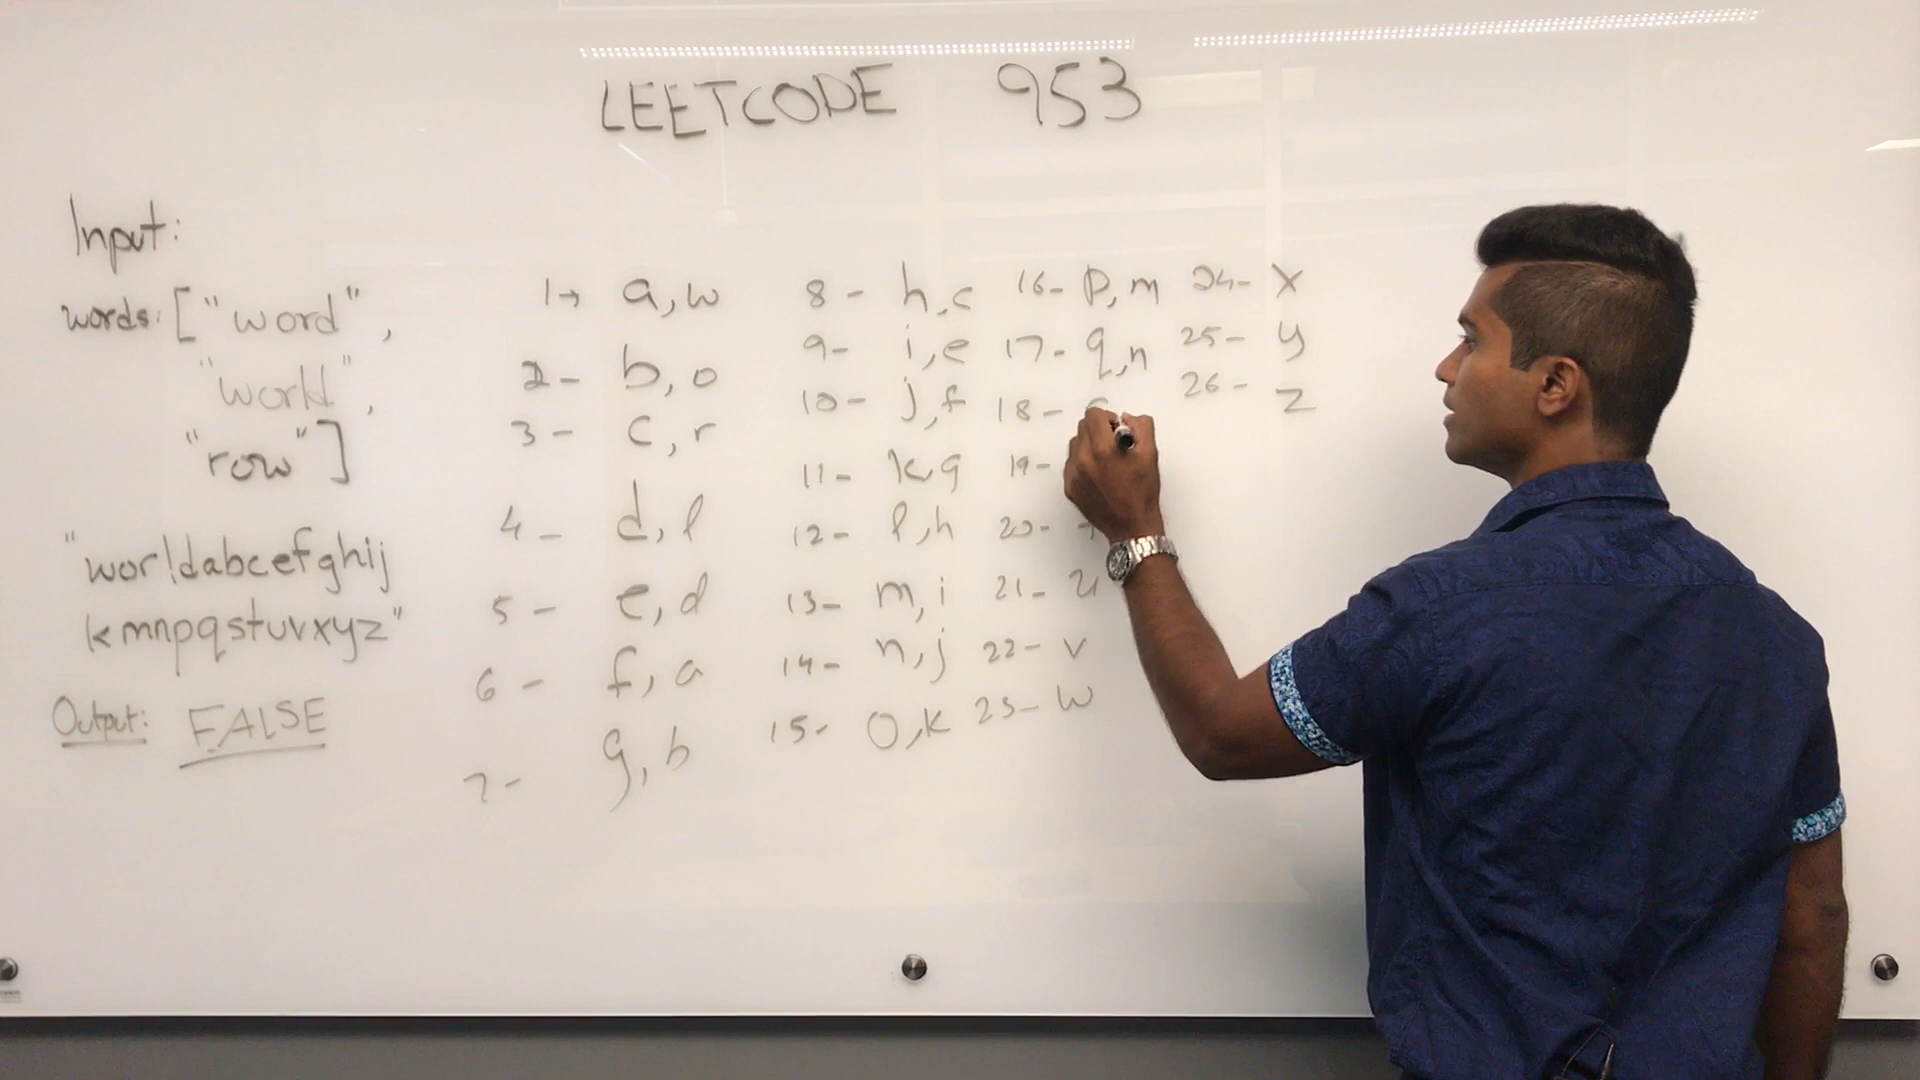 LEETCODE 953
Input:
words: ["word",
"world",
"row"]
"worldabcefghij
kmnpqstuvxyz"
Output: FALSE
1→ a, w
2- b, o
3- c, r
4- d, l
5- e, d
6- f, a
7- g, b
8- h, c
9- i, e
10- j, f
11- k g
12- l, h
13- m, i
14- n, j
15- o, k
16- p, m
17- q, n
18-
19-
20-
21- u
22- v
23- w
24- x
25- y
26- z